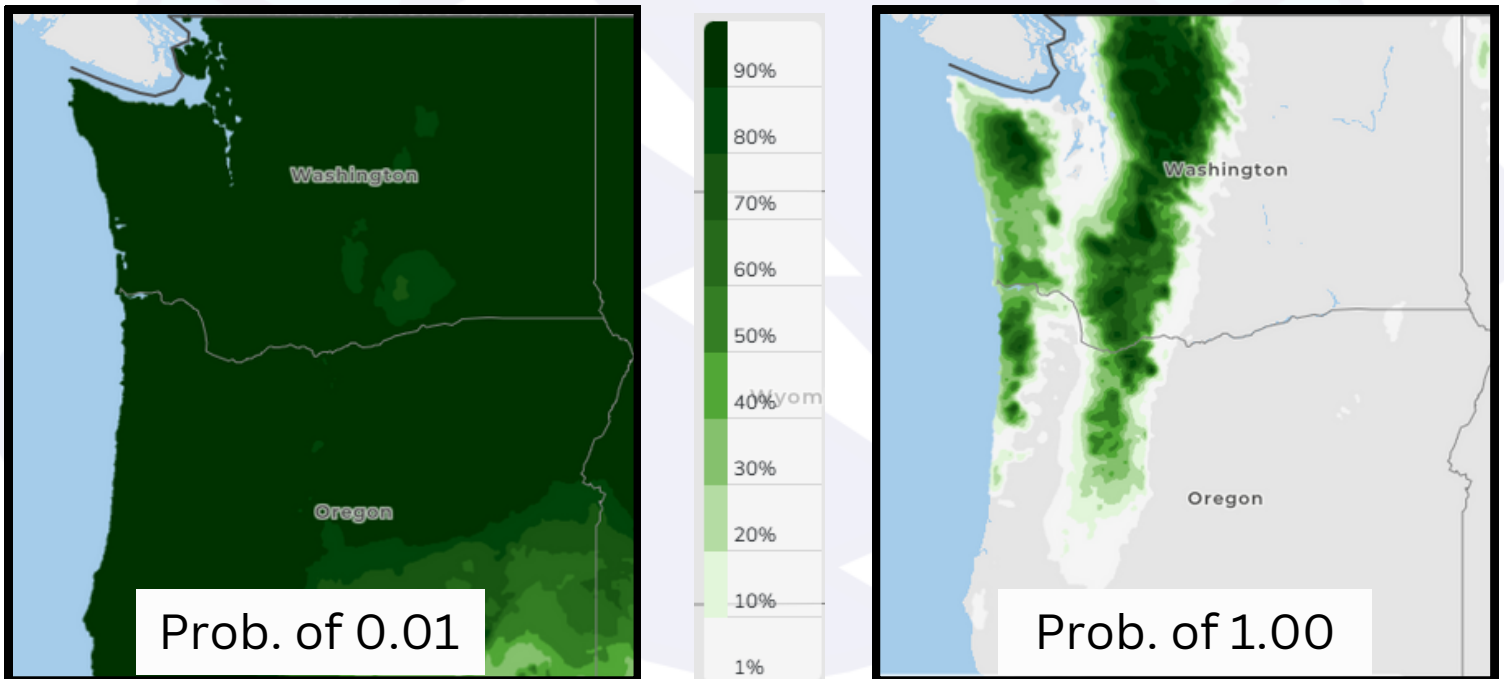 Washington
Oregon
Prob. of 0.01
90%
80%
70%
60%
50%
Wyom
40%
30%
20%
10%
1%
Washington
Oregon
Prob. of 1.00